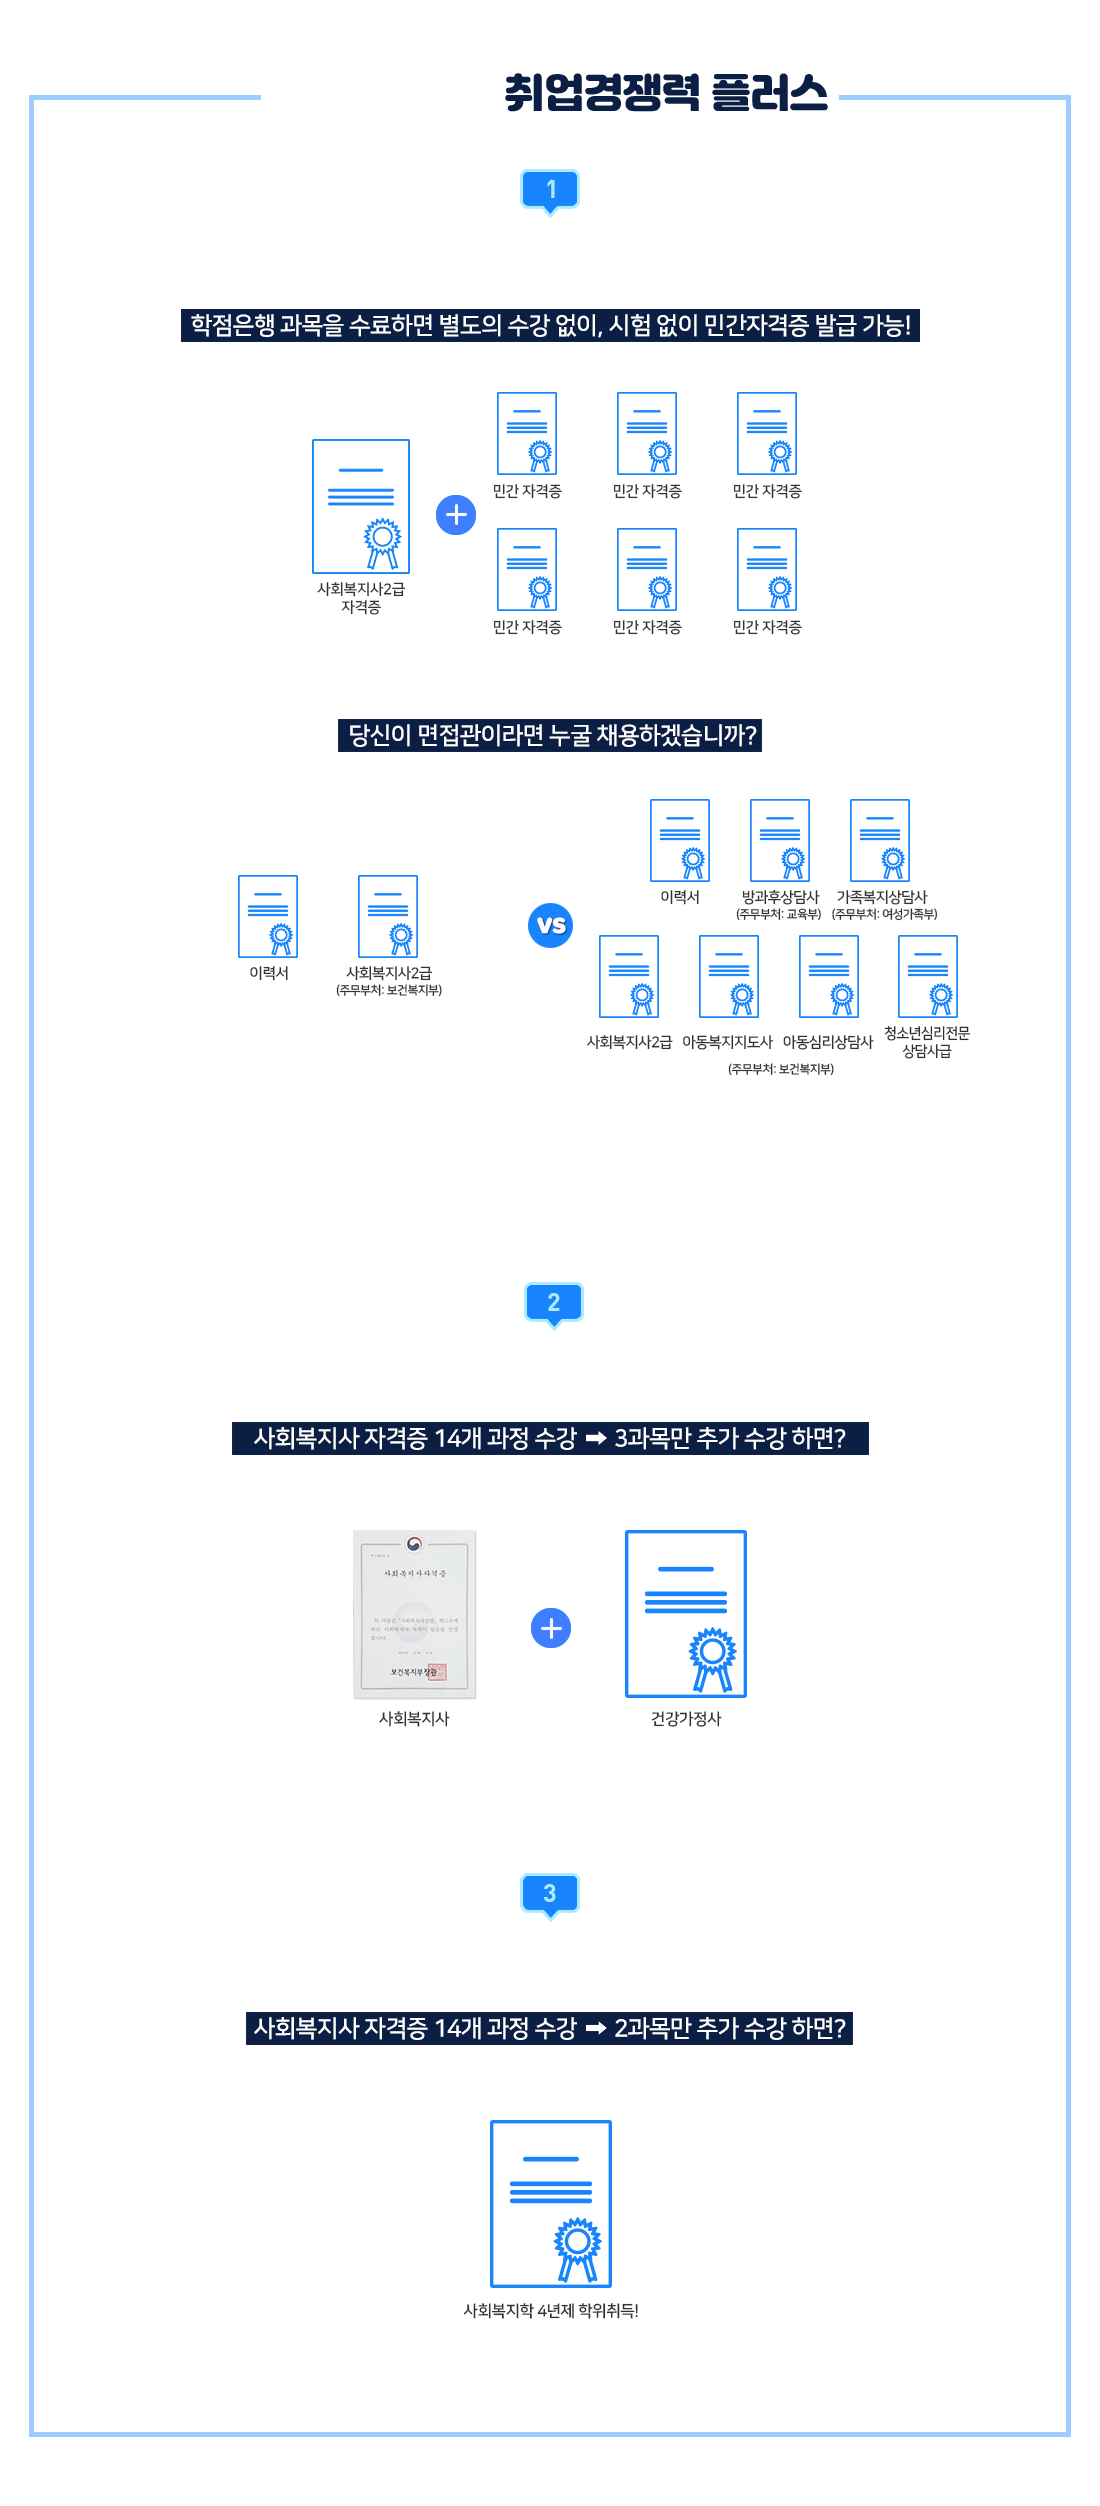 취업경쟁력 플러스
1
학점은행 과목을 수료하면 별도의 수강 없이, 시험 없이 민간자격증 발급 가능!
민간 자격증 민간 자격증 민간 자격증
사회복지사2급
자격증
민간 자격증 민간 자격증 민간 자격증
당신이 면접관이라면 누굴 채용하겠습니까?
이력서 사회복지사2급
(주무부처: 보건복지부)
VS
이력서 방과후상담사 가족복지상담사
(주무부처: 교육부) (주무부처: 여성가족부)
사회복지사2급 아동복지지도사 아동심리상담사 청소년심리전문
상담사급
(주무부처: 보건복지부)
2
사회복지사 자격증 14개 과정 수강 ➡ 3과목만 추가 수강 하면?
사회복지사자격증
보건복지부장관
사회복지사 건강가정사
3
사회복지사 자격증 14개 과정 수강 ➡ 2과목만 추가 수강 하면?
사회복지학 4년제 학위취득!